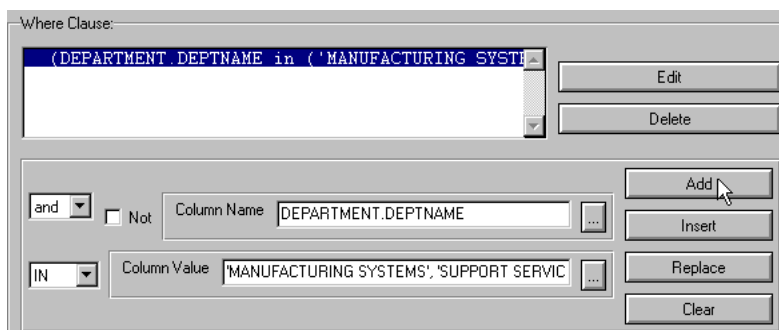 Where Clause:
(DEPARTMENT.DEPTNAME in ('MANUFACTURING SYSTE
Edit
Delete
and
Not
Column Name
DEPARTMENT.DEPTNAME
...
Add
Insert
IN
Column Value
'MANUFACTURING SYSTEMS', 'SUPPORT SERVIC
...
Replace
Clear